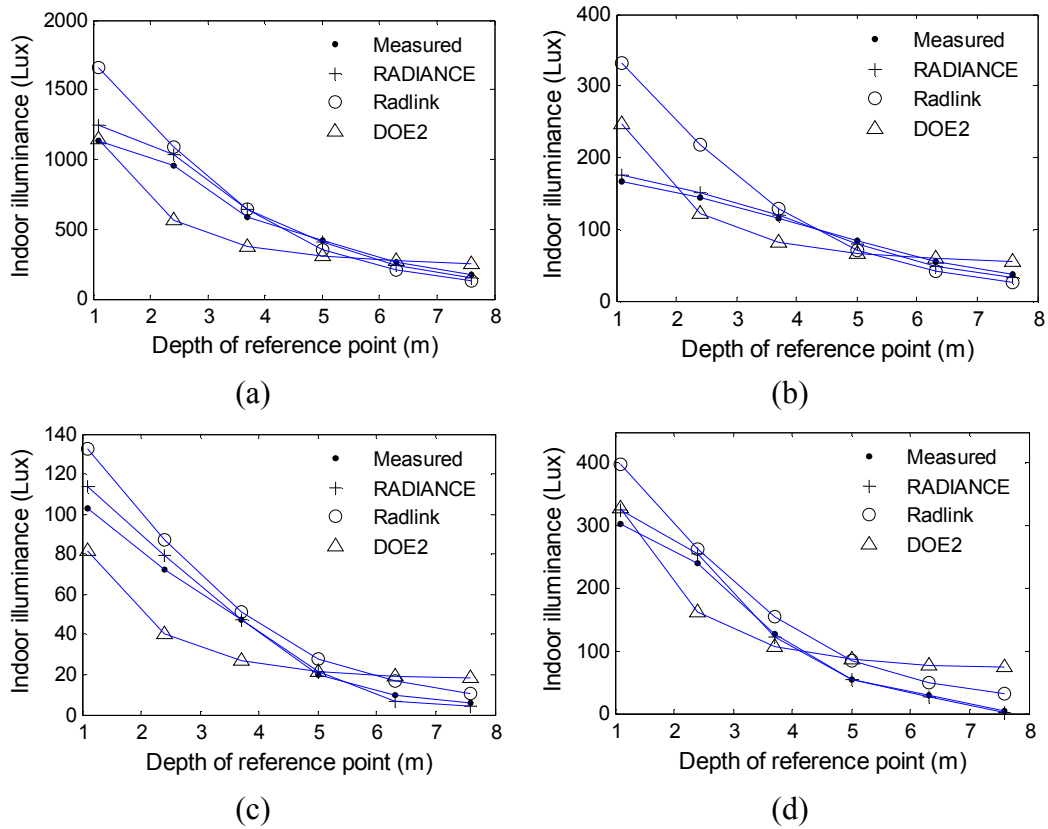 2000
1500
1000
500
0
Indoor illuminance (Lux)
Measured
RADIANCE
Radlink
DOE2
1 2 3 4 5 6 7 8
Depth of reference point (m)
(a)
400
300
200
100
0
Indoor illuminance (Lux)
Measured
RADIANCE
Radlink
DOE2
1 2 3 4 5 6 7 8
Depth of reference point (m)
(b)
140
120
100
80
60
40
20
0
Indoor illuminance (Lux)
Measured
RADIANCE
Radlink
DOE2
1 2 3 4 5 6 7 8
Depth of reference point (m)
(c)
400
300
200
100
0
Indoor illuminance (Lux)
Measured
RADIANCE
Radlink
DOE2
1 2 3 4 5 6 7 8
Depth of reference point (m)
(d)